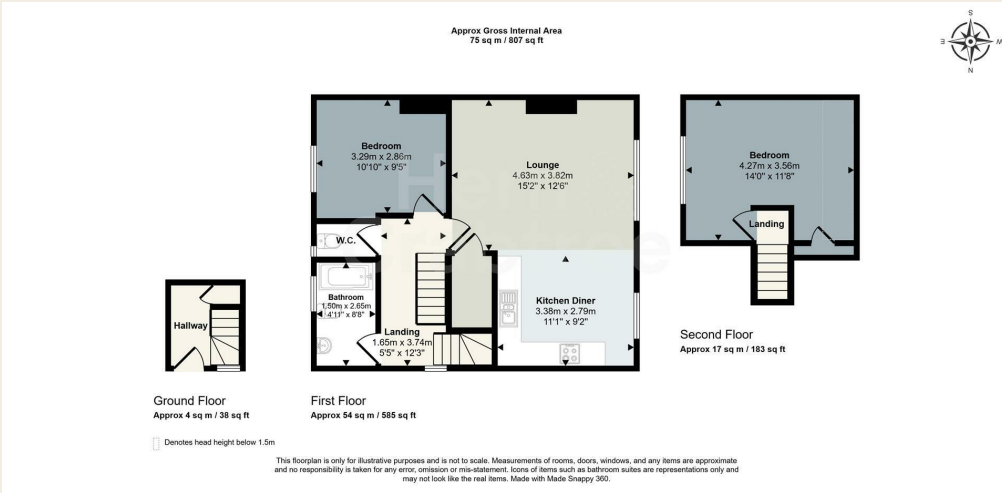 Approx Gross Internal Area
75 sq m / 807 sq ft
S
E
W
N
Bedroom
3.29m x 2.86m
10'10" x 9'5"
Lounge
4.63m x 3.82m
15'2" x 12'6"
Bedroom
4.27m x 3.56m
14'0" x 11'8"
Landing
W.C.
Bathroom
1.50m x 2.65m
4'11" x 8'8"
Kitchen Diner
3.38m x 2.79m
11'1" x 9'2"
Landing
1.65m x 3.74m
5'5" x 12'3"
Hallway
Second Floor
Approx 17 sq m / 183 sq ft
Ground Floor
Approx 4 sq m / 38 sq ft
First Floor
Approx 54 sq m / 585 sq ft
Denotes head height below 1.5m
This floorplan is only for illustrative purposes and is not to scale. Measurements of rooms, doors, windows, and any items are approximate
and no responsibility is taken for any error, omission or mis-statement. Icons of items such as bathroom suites are representations only and
may not look like the real items. Made with Made Snappy 360.